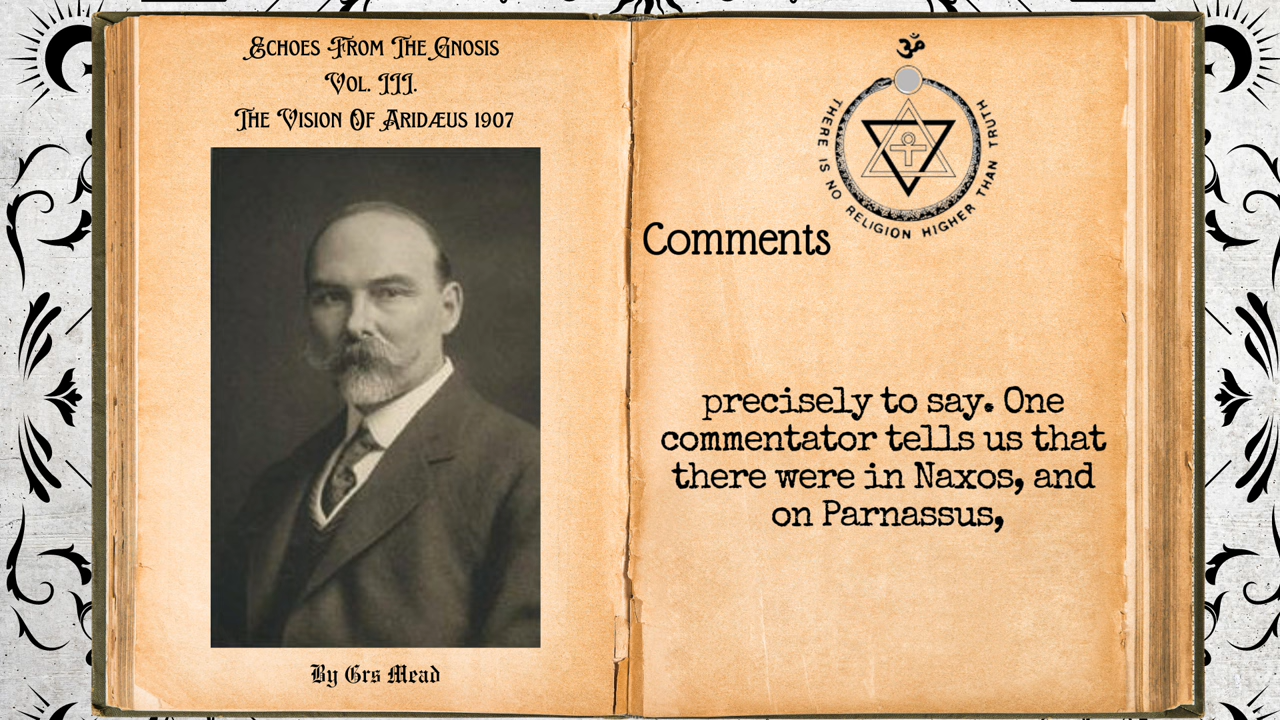 Echoes From The Gnosis
Vol. III.
The Vision Of Aridæus 1907
By Grs Mead
ॐ
THERE IS NO RELIGION HIGHER THAN TRUTH
Comments
precisely to say. One
commentator tells us that
there were in Naxos, and
on Parnassus,